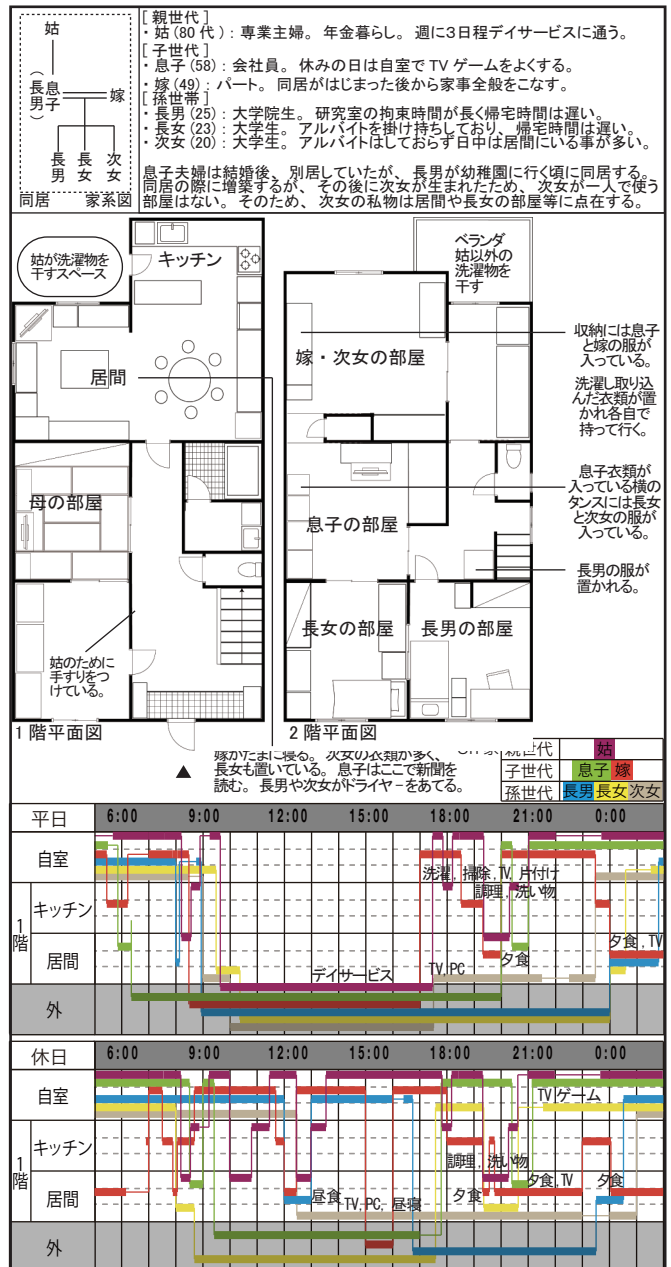 姑
息子
(長男)
嫁
長男
長女
次女
同居 家系図
[親世代]
・姑(80代): 専業主婦。年金暮らし。週に3日程デイサービスに通う。
[子世代]
・息子(58): 会社員。休みの日は自室でTVゲームをよくする。
・嫁(49): パート。同居がはじまった後から家事全般をこなす。
[孫世帯]
・長男(25): 大学院生。研究室の拘束時間が長く帰宅時間は遅い。
・長女(23): 大学生。アルバイトを掛け持ちしており、帰宅時間は遅い。
・次女(20): 大学生。アルバイトはしておらず日中は居間にいる事が多い。
息子夫婦は結婚後、別居していたが、長男が幼稚園に行く頃に同居する。
同居の際に増築するが、その後に次女が生まれたため、次女が一人で使う
部屋はない。そのため、次女の私物は居間や長女の部屋等に点在する。
姑が洗濯物を
干すスペース
キッチン
居間
母の部屋
姑のために
手すりをつ
けている。
1階平面図
ベランダ
姑以外の
洗濯物を
干す
嫁・次女の部屋
息子の部屋
長女の部屋
長男の部屋
2階平面図
収納には息子
と嫁の服が
入っている。
洗濯し取り込
んだ衣類が置
かれ各自で
持って行く。
息子衣類が
入っている横の
タンスには長女
と次女の服が
入っている。
長男の服が
置かれる。
▲
嫁がたまに寝る。次女の衣類が多く、
長女も置いている。息子はここで新聞を
読む。長男や次女がドライヤーをあてる。
親世代 姑
子世代 息子 嫁
孫世代 長男 長女 次女
平日 6:00 9:00 12:00 15:00 18:00 21:00 0:00
自室
洗濯, 掃除, TV, 片付け
1階
キッチン
調理, 洗い物
居間
デイサービス
TV, PC
夕食
夕食, TV
外
休日 6:00 9:00 12:00 15:00 18:00 21:00 0:00
自室
TVゲーム
1階
キッチン
調理, 洗い物
居間
昼食
TV, PC, 昼寝
夕食
夕食, TV
夕食
外